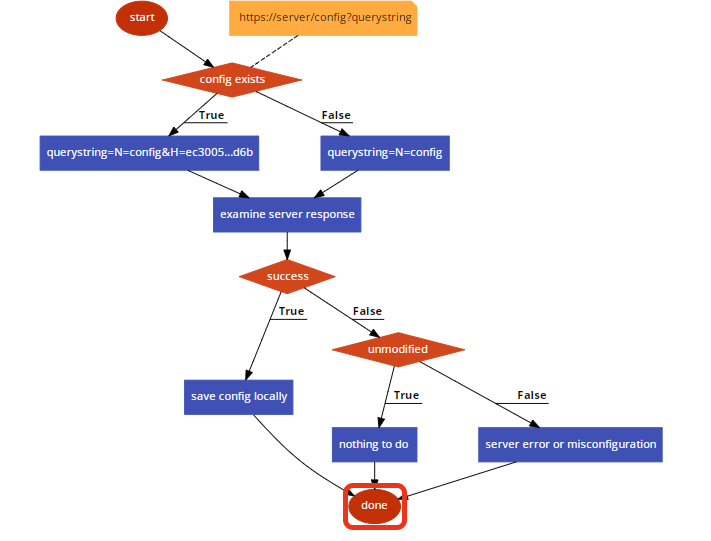 start
https://server/config?querystring
config exists
True
False
querystring=N=config&H=ec3005...d6b
querystring=N=config
examine server response
success
True
False
unmodified
save config locally
True
False
nothing to do
server error or misconfiguration
done